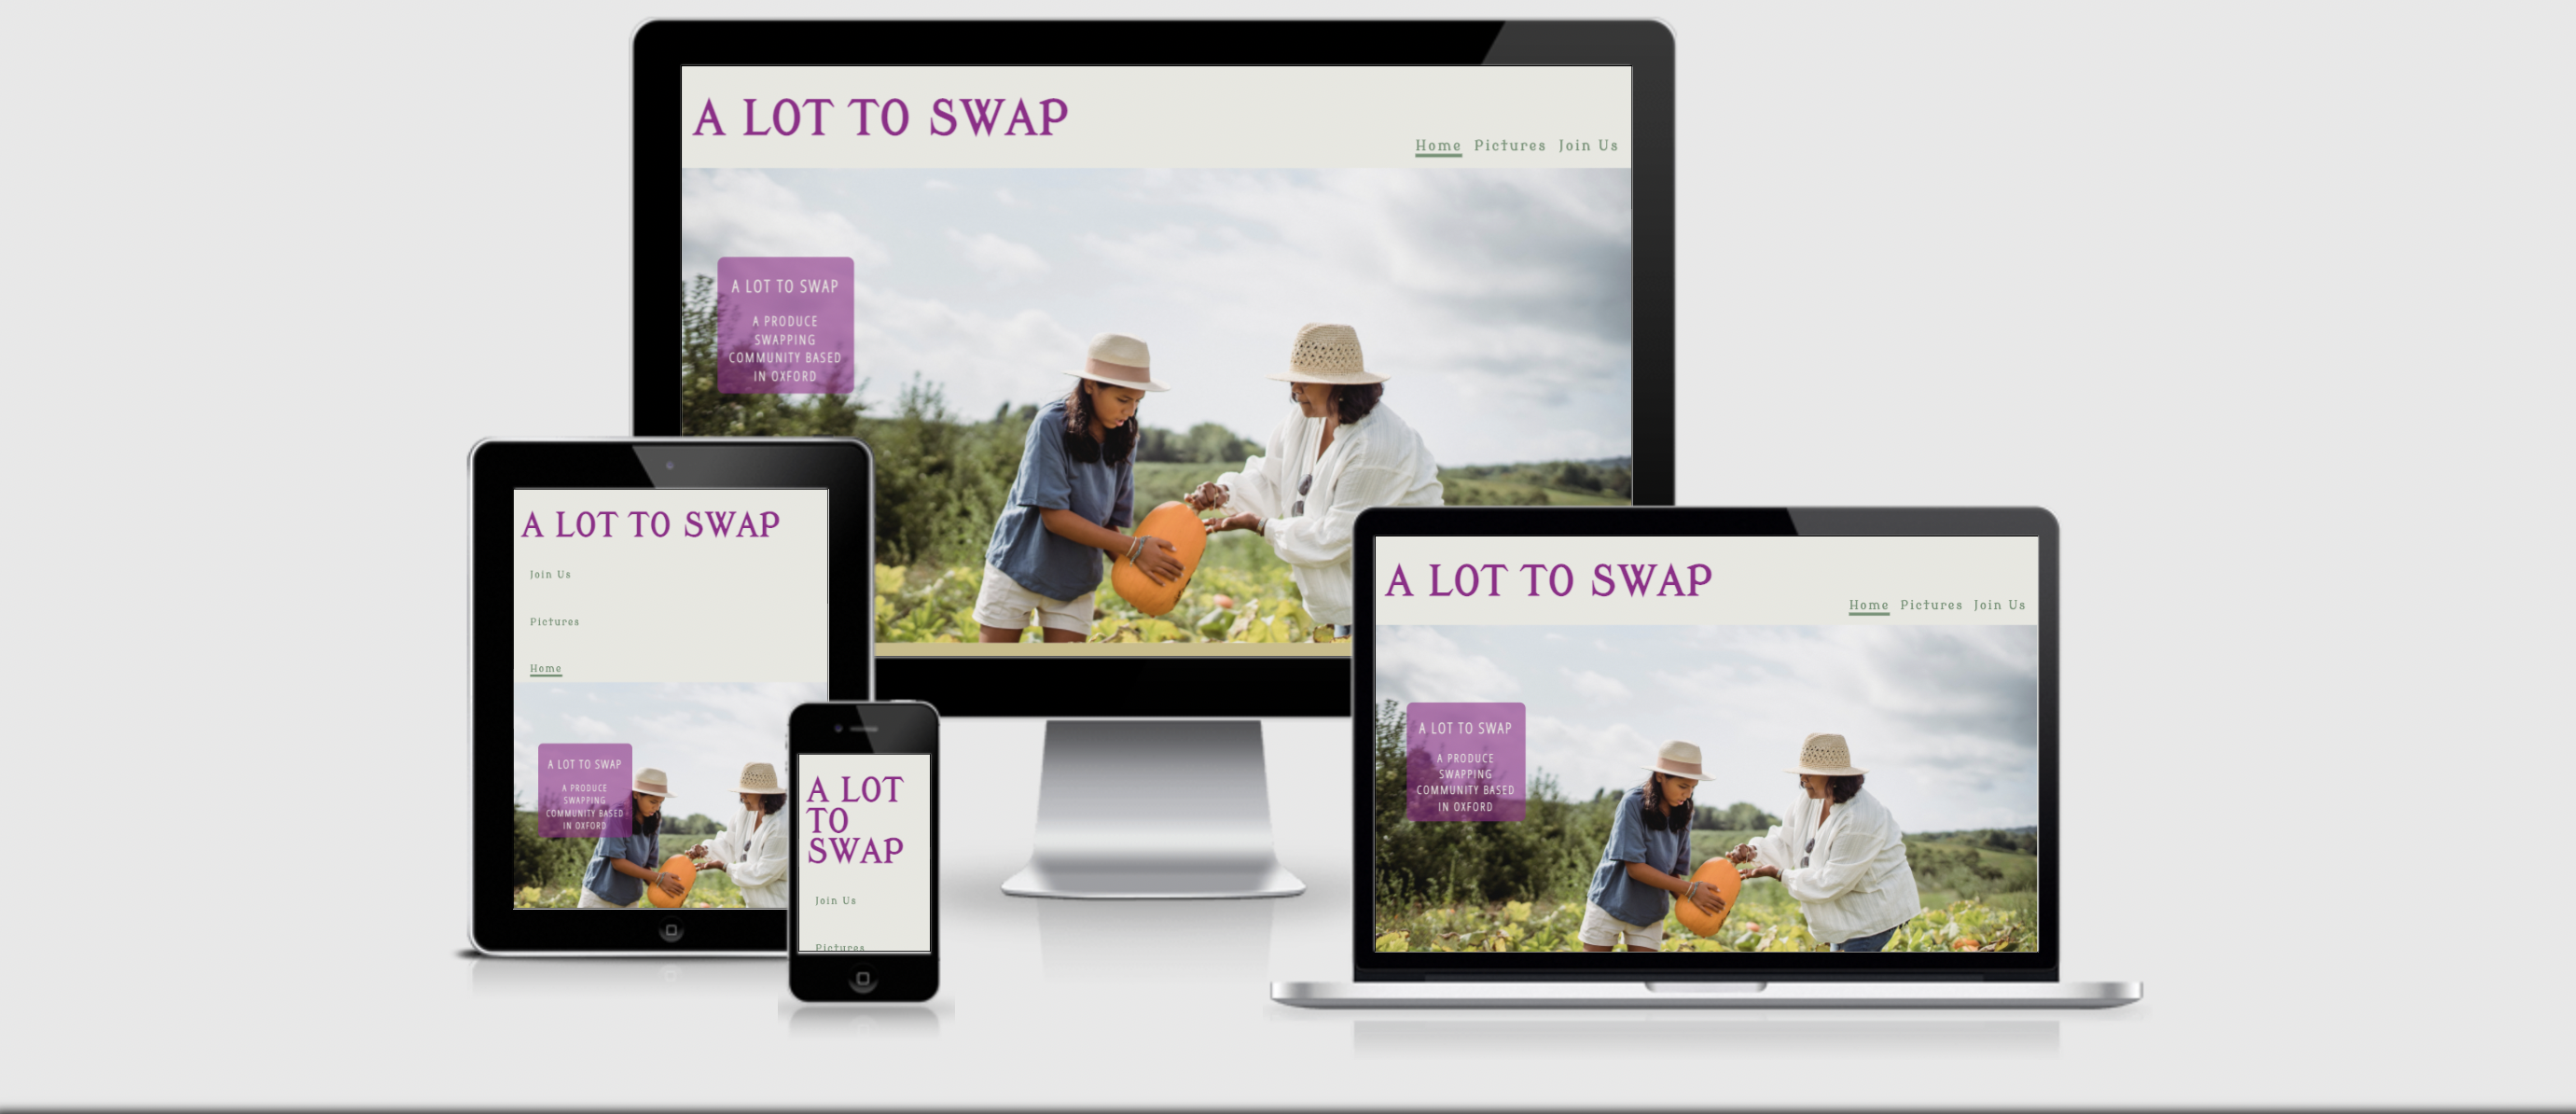 A LOT TO SWAP
Home Pictures Join Us
A LOT TO SWAP
A PRODUCE
SWAPPING
COMMUNITY BASED
IN OXFORD
A LOT TO SWAP
Join Us
Pictures
Home
A LOT TO SWAP
A PRODUCE
SWAPPING
COMMUNITY BASED
IN OXFORD
A LOT
TO
SWAP
Join Us
Pictures
A LOT TO SWAP
Home Pictures Join Us
A LOT TO SWAP
A PRODUCE
SWAPPING
COMMUNITY BASED
IN OXFORD